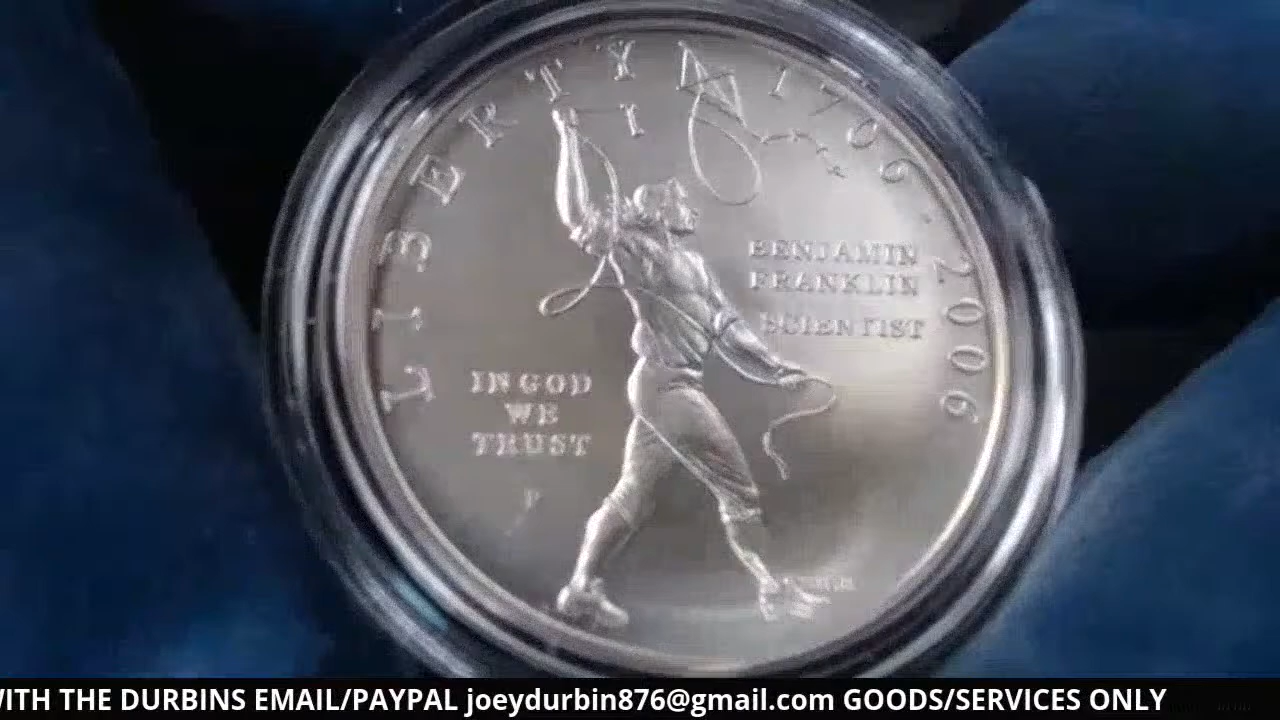 LIBERTY 1706 · 2006
BENJAMIN
FRANKLIN
SCIENTIST
IN GOD
WE
TRUST
P
WITH THE DURBINS EMAIL/PAYPAL joeydurbin876@gmail.com GOODS/SERVICES ONLY